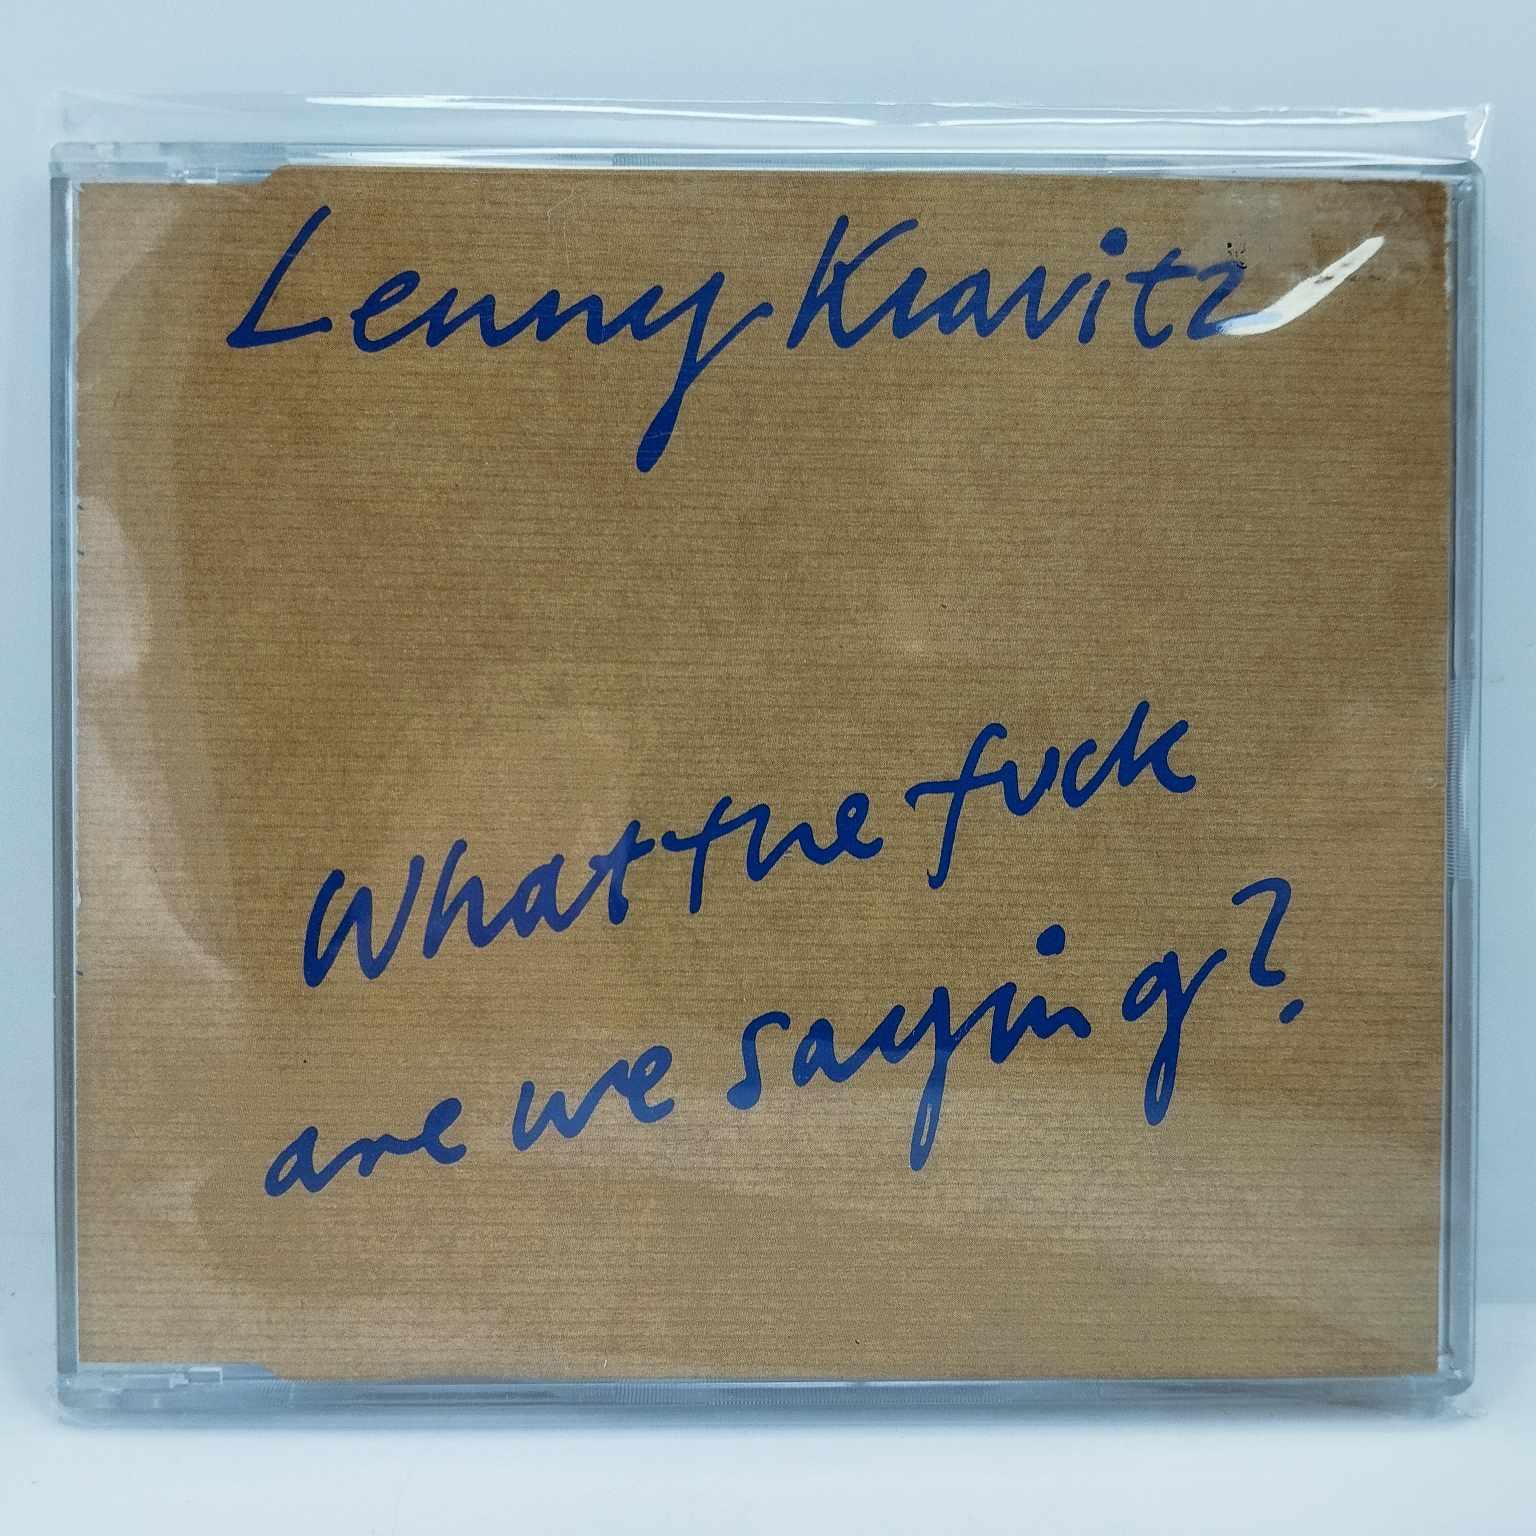 Lenny Kravitz
What the fuck
are we saying?